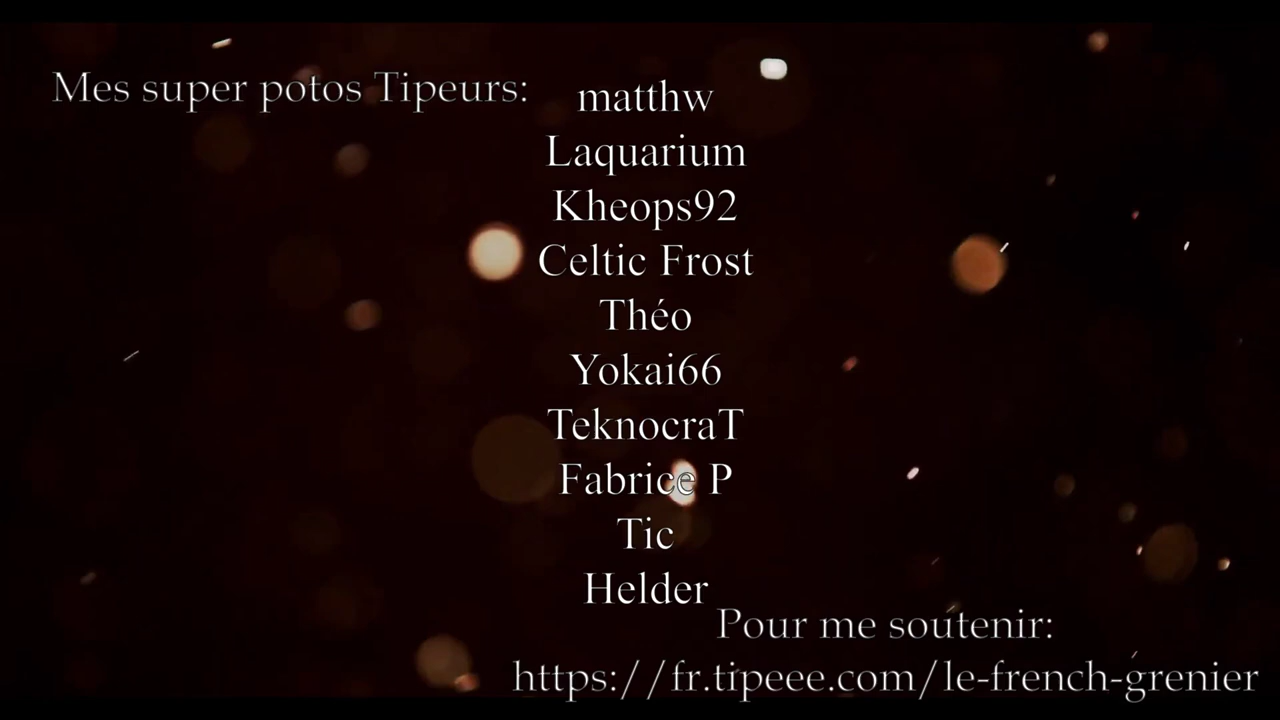 Mes super potos Tipeurs:
matthw
Laquarium
Kheops92
Celtic Frost
Théo
Yokai66
TeknocraT
Fabrice P
Tic
Helder
Pour me soutenir:
https://fr.tipeee.com/le-french-grenier